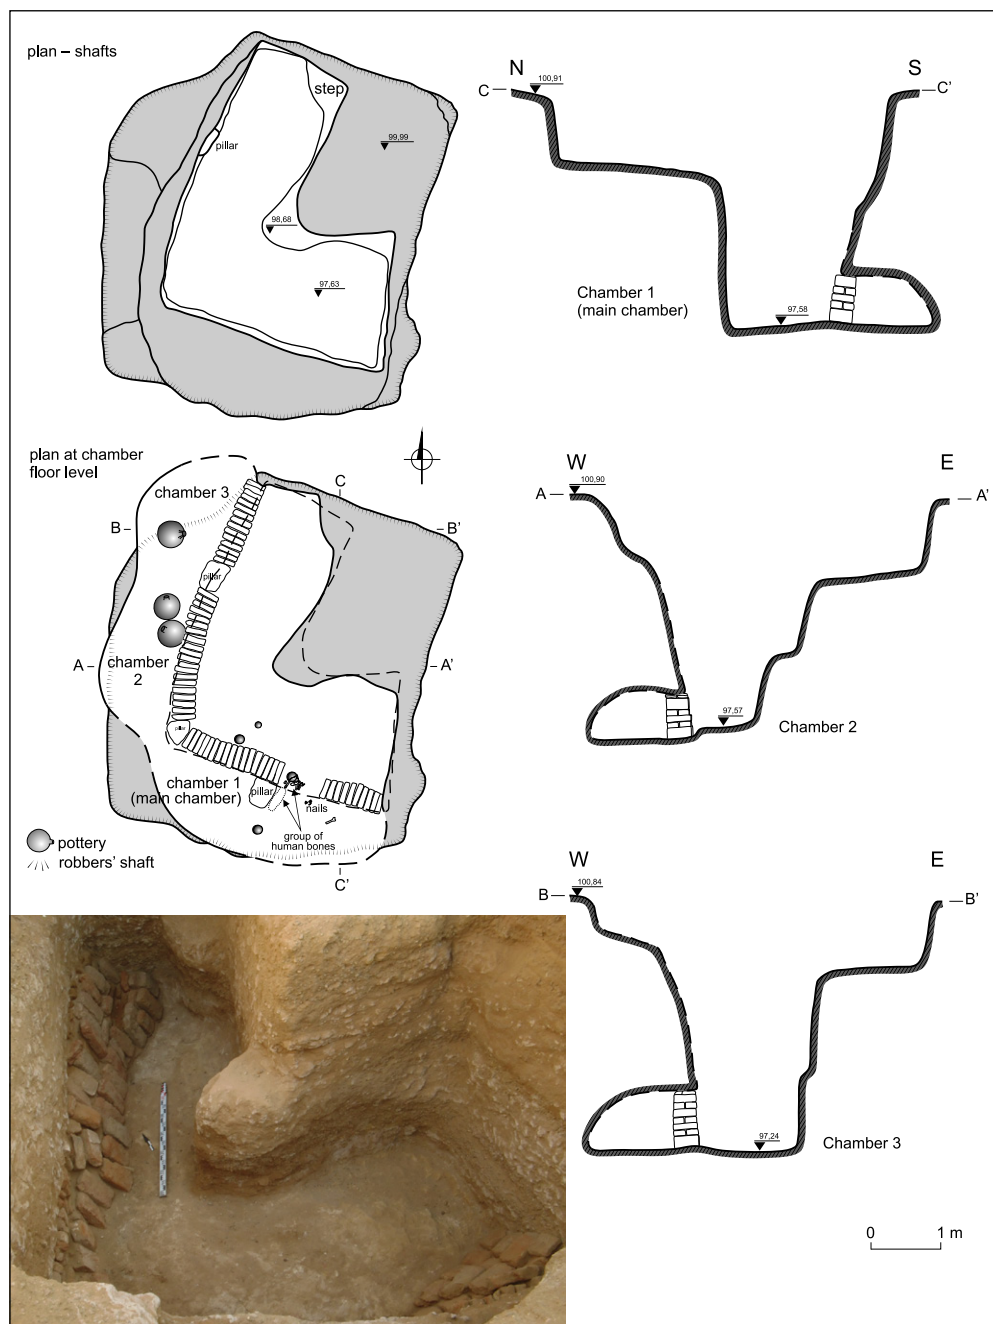 plan – shafts
step
pillar
99,99
98,68
97,63
N
S
C
100,91
C'
Chamber 1
(main chamber)
97,58
plan at chamber
floor level
chamber 3
C
B
B'
pillar
A
chamber
2
A'
pillar
chamber 1
(main chamber)
pillar
nails
group of
human bones
C'
pottery
robbers' shaft
W
E
A
100,90
A'
97,57
Chamber 2
W
E
B
100,84
B'
97,24
Chamber 3
0 1 m